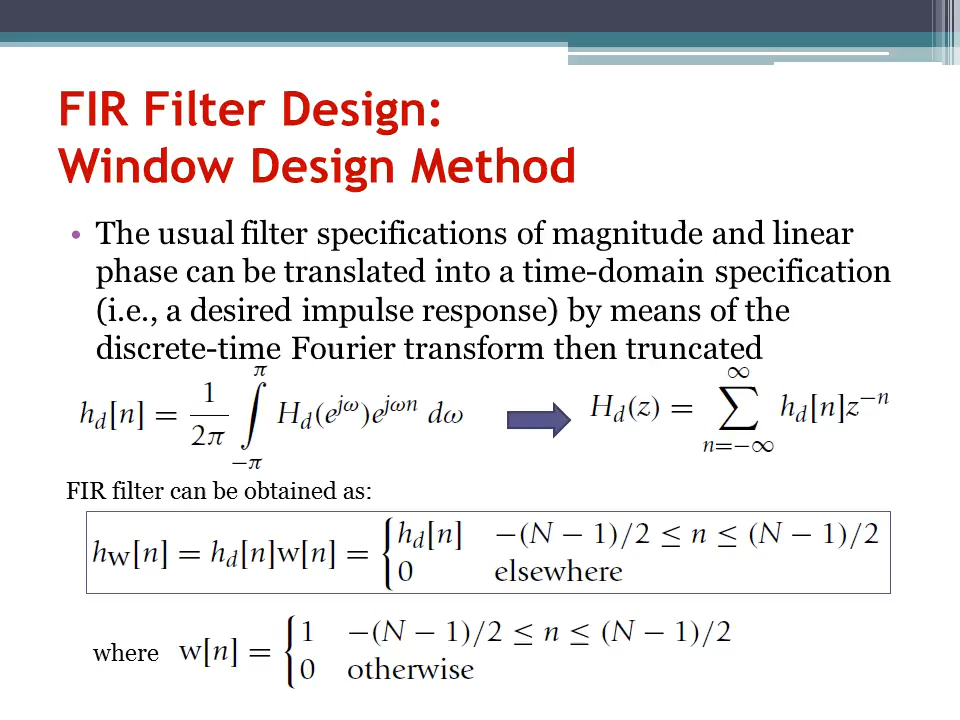 FIR Filter Design:
Window Design Method
• The usual filter specifications of magnitude and linear
phase can be translated into a time-domain specification
(i.e., a desired impulse response) by means of the
discrete-time Fourier transform then truncated
h_d[n] = \frac{1}{2π} \int_{-π}^{π} H_d(e^{jω})e^{jωn} dω
H_d(z) = \sum_{n=-∞}^{∞} h_d[n]z^{-n}
FIR filter can be obtained as:
h_w[n] = h_d[n]w[n] = { h_d[n] −(N − 1)/2 ≤ n ≤ (N − 1)/2
0 elsewhere
where w[n] = { 1 −(N − 1)/2 ≤ n ≤ (N − 1)/2
0 otherwise